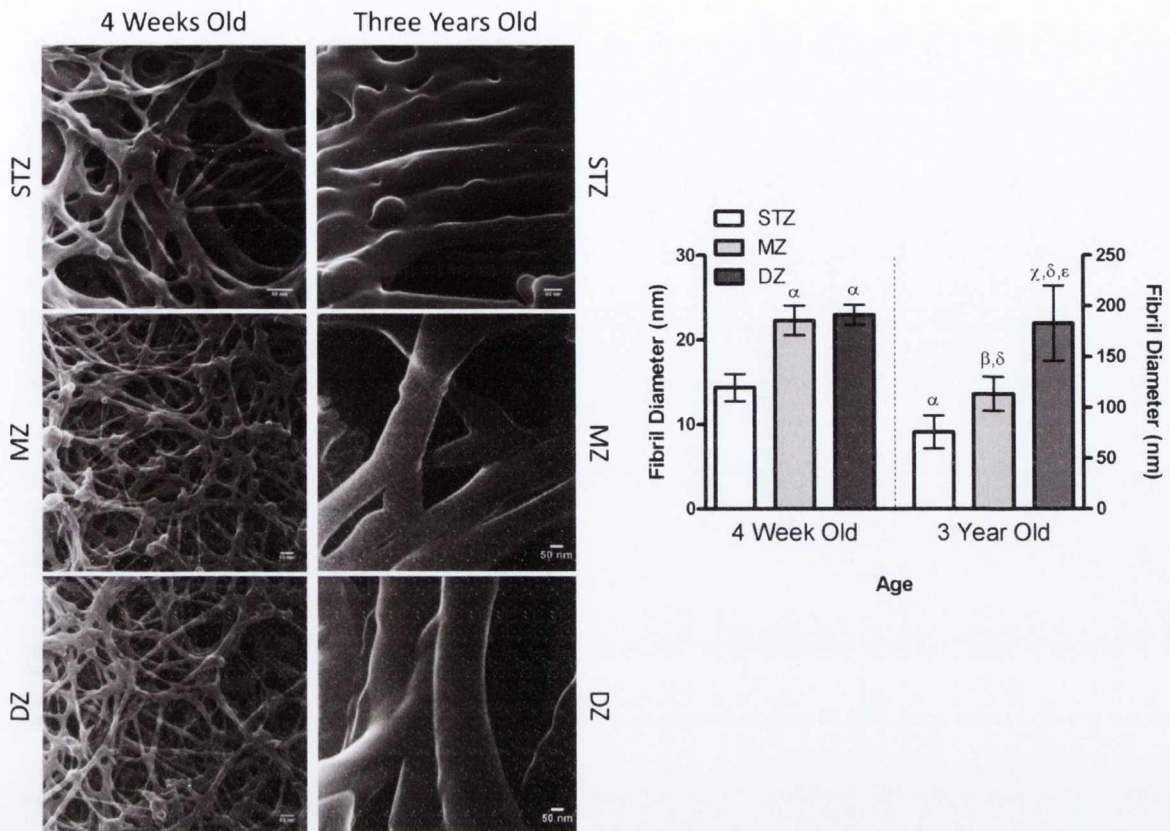 4 Weeks Old
Three Years Old
STZ
STZ
MZ
MZ
50 nm
DZ
DZ
50 nm
STZ
MZ
DZ
Fibril Diameter (nm)
30
20
10
0
α
α
α
β,δ
χ,δ,ε
250
200
150
100
50
0
Fibril Diameter (nm)
4 Week Old
3 Year Old
Age